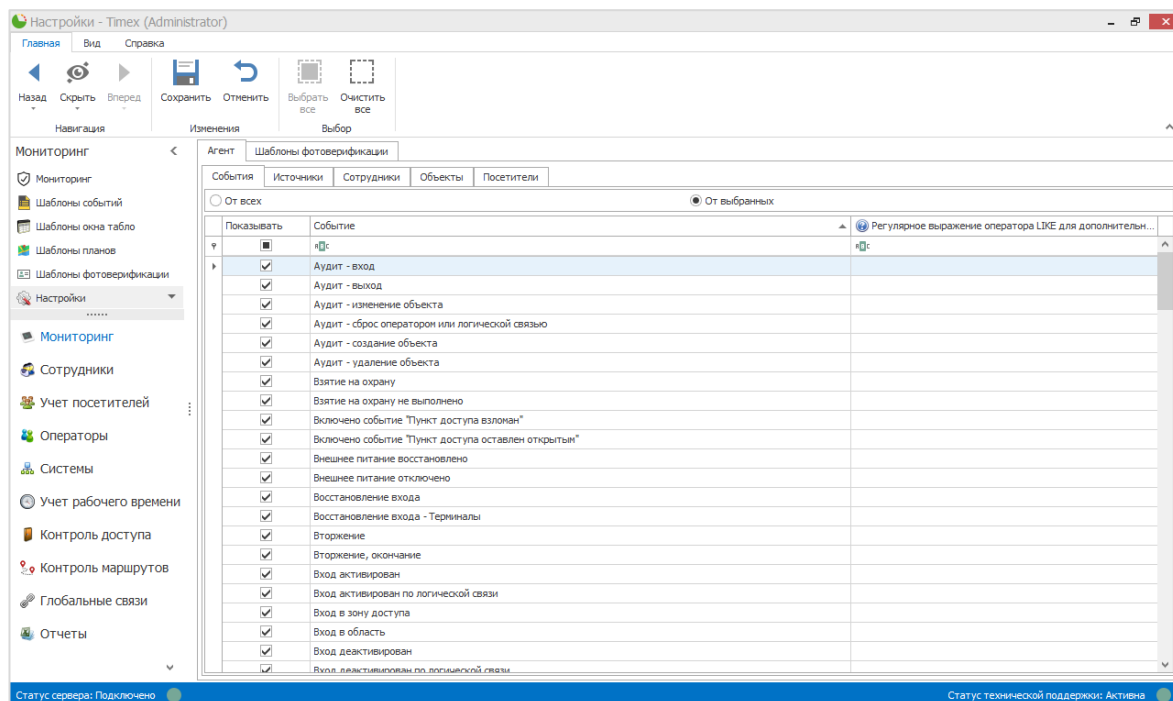 Настройки - Timex (Administrator)
Главная Вид Справка
Назад Скрыть Вперед Сохранить Отменить Выбрать все Очистить все
Навигация Изменения Выбор
Мониторинг
Мониторинг
Шаблоны событий
Шаблоны окна табло
Шаблоны планов
Шаблоны фотоверификации
Настройки
Мониторинг
Сотрудники
Учет посетителей
Операторы
Системы
Учет рабочего времени
Контроль доступа
Контроль маршрутов
Глобальные связи
Отчеты
Агент Шаблоны фотоверификации
События Источники Сотрудники Объекты Посетители
От всех От выбранных
Показывать Событие Регулярное выражение оператора LIKE для дополнительн...
Аудит - вход
Аудит - выход
Аудит - изменение объекта
Аудит - сброс оператором или логической связью
Аудит - создание объекта
Аудит - удаление объекта
Взятие на охрану
Взятие на охрану не выполнено
Включено событие "Пункт доступа взломан"
Включено событие "Пункт доступа оставлен открытым"
Внешнее питание восстановлено
Внешнее питание отключено
Восстановление входа
Восстановление входа - Терминалы
Вторжение
Вторжение, окончание
Вход активирован
Вход активирован по логической связи
Вход в зону доступа
Вход в область
Вход деактивирован
Вход деактивирован по логической связи
Статус сервера: Подключено Статус технической поддержки: Активна